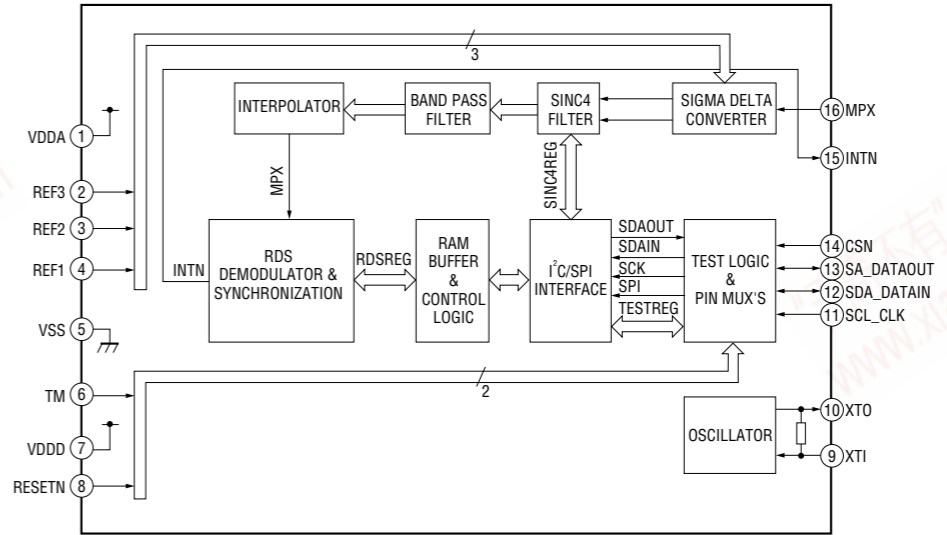 3
INTERPOLATOR
BAND PASS
FILTER
SINC4
FILTER
SIGMA DELTA
CONVERTER
16 MPX
15 INTN
VDDA 1
REF3 2
REF2 3
REF1 4
VSS 5
TM 6
VDDD 7
RESETN 8
MPX
SINC4REG
INTN
RDS
DEMODULATOR &
SYNCHRONIZATION
RDSREG
RAM
BUFFER
&
CONTROL
LOGIC
I²C/SPI
INTERFACE
SDAOUT
SDAIN
SCK
SPI
TESTREG
TEST LOGIC
&
PIN MUX'S
14 CSN
13 SA_DATAOUT
12 SDA_DATAIN
11 SCL_CLK
2
OSCILLATOR
10 XTO
9 XTI